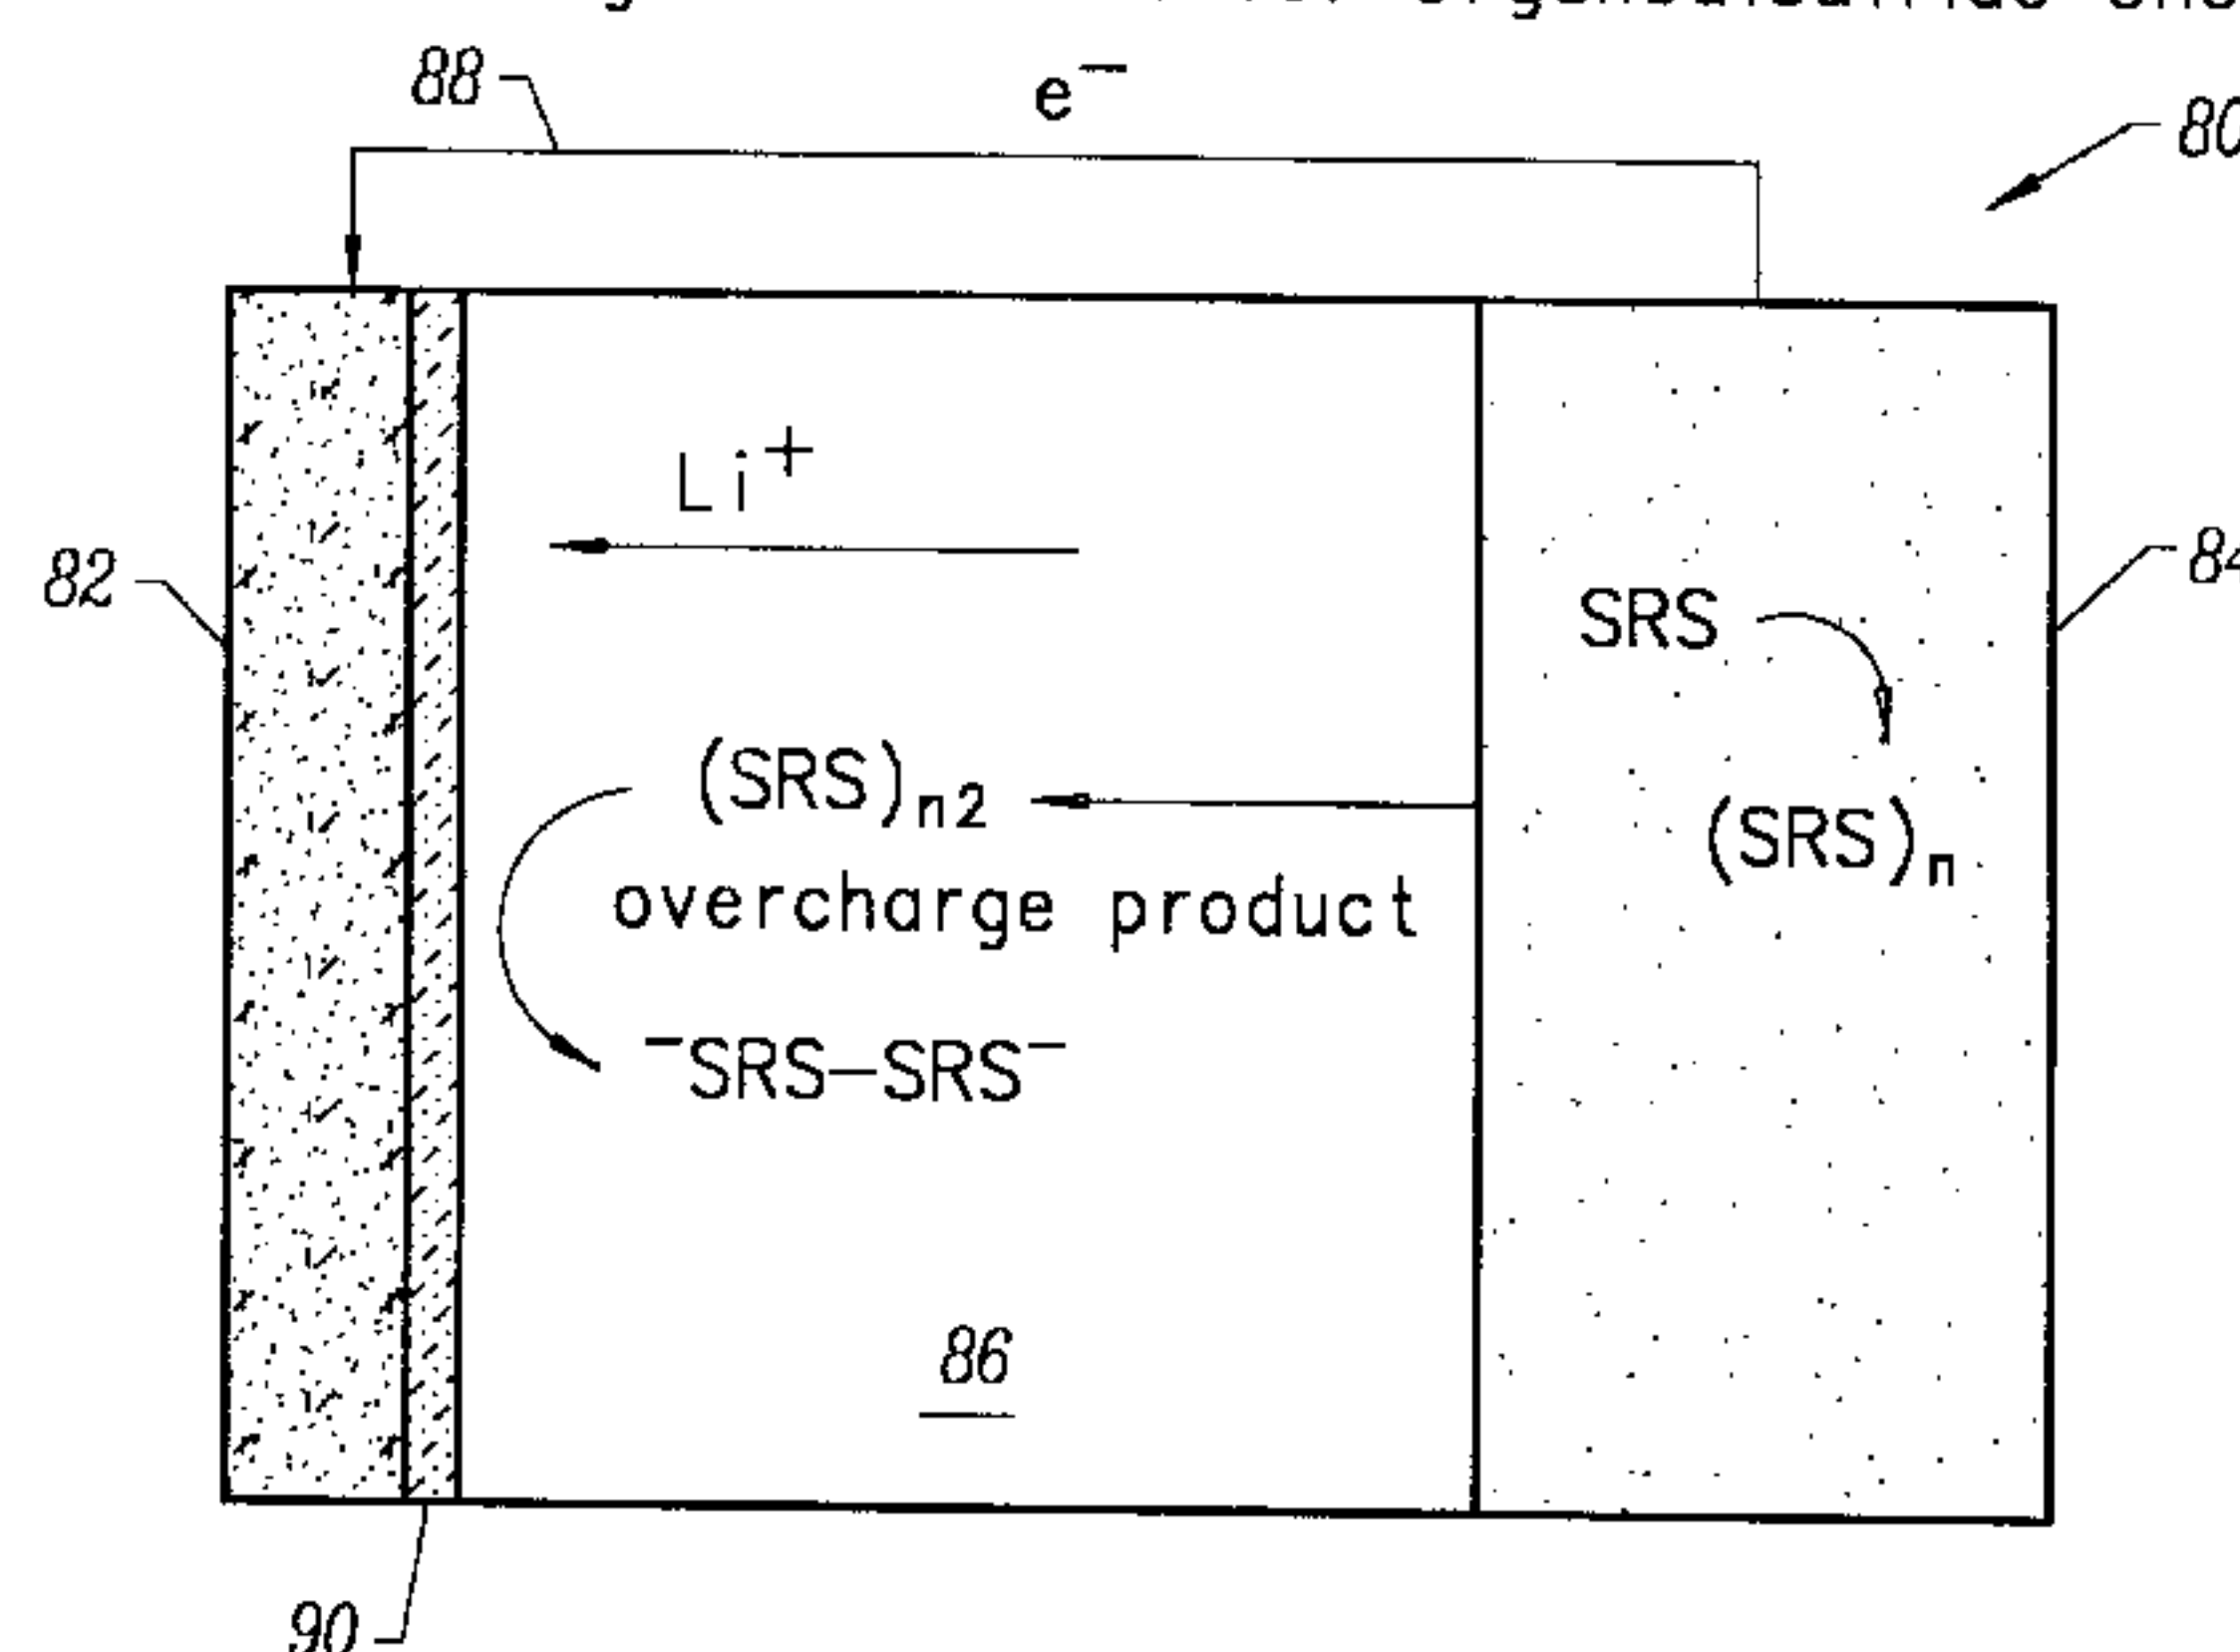 88
e⁻
80
Li⁺
82
84
SRS
(SRS)n2
(SRS)n
overcharge product
⁻SRS–SRS⁻
86
90